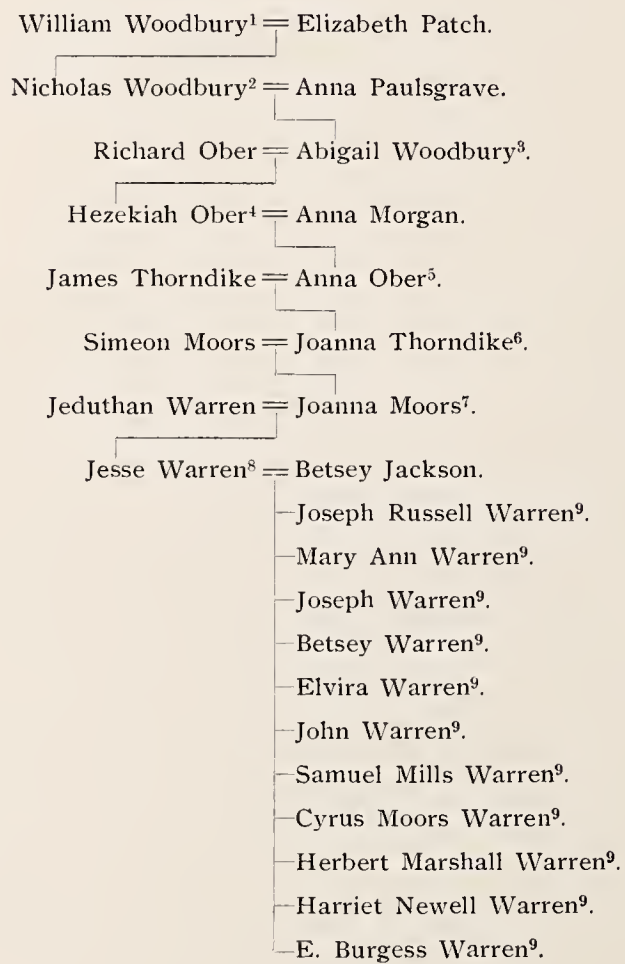 William Woodbury¹ = Elizabeth Patch.
Nicholas Woodbury² = Anna Paulsgrave.
Richard Ober = Abigail Woodbury³.
Hezekiah Ober⁴ = Anna Morgan.
James Thorndike = Anna Ober⁵.
Simeon Moors = Joanna Thorndike⁶.
Jeduthan Warren = Joanna Moors⁷.
Jesse Warren⁸ = Betsey Jackson.
Joseph Russell Warren⁹.
Mary Ann Warren⁹.
Joseph Warren⁹.
Betsey Warren⁹.
Elvira Warren⁹.
John Warren⁹.
Samuel Mills Warren⁹.
Cyrus Moors Warren⁹.
Herbert Marshall Warren⁹.
Harriet Newell Warren⁹.
E. Burgess Warren⁹.